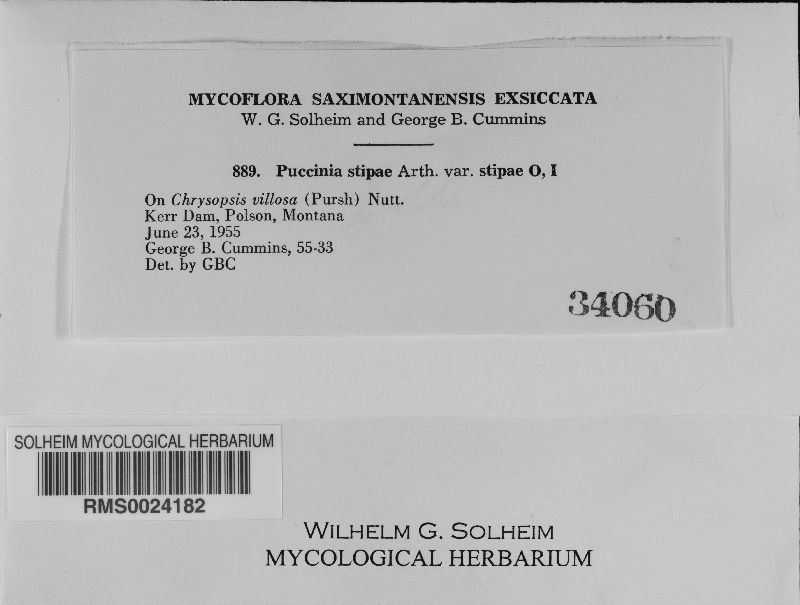 MYCOFLORA SAXIMONTANENSIS EXSICCATA
W. G. Solheim and George B. Cummins
889. Puccinia stipae Arth. var. stipae O, I
On Chrysopsis villosa (Pursh) Nutt.
Kerr Dam, Polson, Montana
June 23, 1955
George B. Cummins, 55-33
Det. by GBC
34060
SOLHEIM MYCOLOGICAL HERBARIUM
RMS0024182
WILHELM G. SOLHEIM
MYCOLOGICAL HERBARIUM